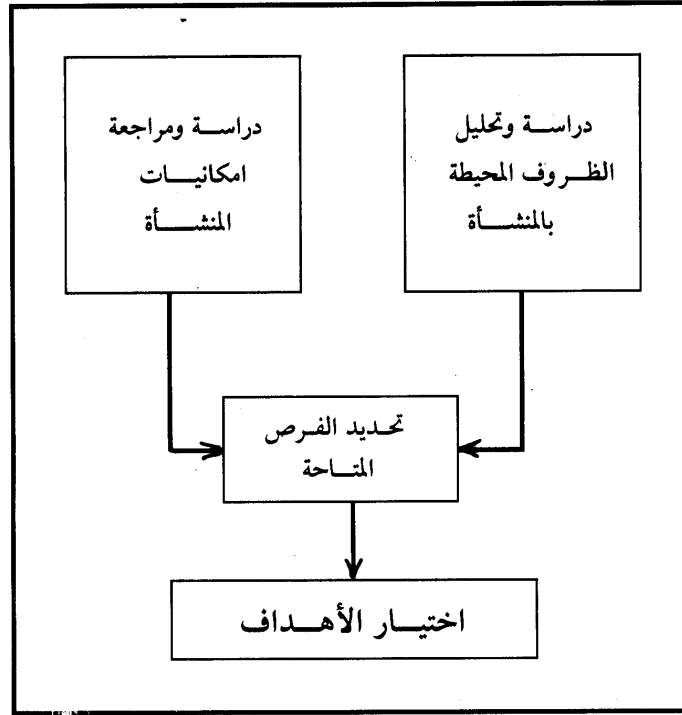 دراسة وتحليل
الظروف المحيطة
بالمنشأة
دراسة ومراجعة
امكانيات
المنشأة
تحديد الفرص
المتاحة
اختيار الأهداف